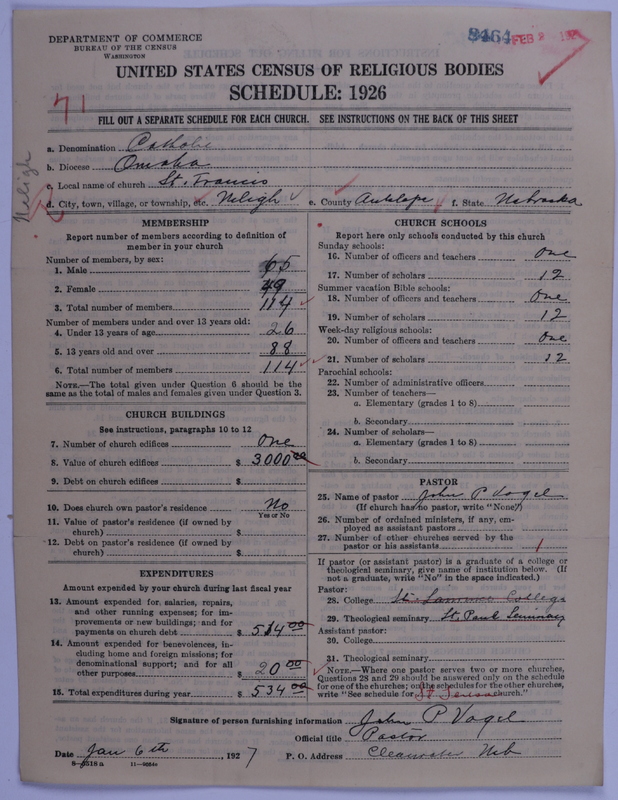 DEPARTMENT OF COMMERCE
BUREAU OF THE CENSUS
WASHINGTON
8464 FEB 2
UNITED STATES CENSUS OF RELIGIOUS BODIES
SCHEDULE: 1926
71
FILL OUT A SEPARATE SCHEDULE FOR EACH CHURCH. SEE INSTRUCTIONS ON THE BACK OF THIS SHEET
a. Denomination Catholic
b. Diocese Omaha
c. Local name of church St. Francis
d. City, town, village, or township, etc. Neligh e. County Antelope f. State Nebraska
Neligh
MEMBERSHIP
Report number of members according to definition of
member in your church
Number of members, by sex:
1. Male 65
2. Female 49
3. Total number of members 114
Number of members under and over 13 years old:
4. Under 13 years of age 26
5. 13 years old and over 88
6. Total number of members 114
NOTE.—The total given under Question 6 should be the
same as the total of males and females given under Question 3.
CHURCH BUILDINGS
See instructions, paragraphs 10 to 12
7. Number of church edifices One
8. Value of church edifices $ 3000 00
9. Debt on church edifices $
10. Does church own pastor's residence No
Yes or No
11. Value of pastor's residence (if owned by
church) $
12. Debt on pastor's residence (if owned by
church) $
EXPENDITURES
Amount expended by your church during last fiscal year
13. Amount expended for salaries, repairs,
and other running expenses; for im-
provements or new buildings; and for
payments on church debt $ 514 00
14. Amount expended for benevolences, in-
cluding home and foreign missions; for
denominational support; and for all
other purposes $ 20 00
15. Total expenditures during year $ 534 00
CHURCH SCHOOLS
Report here only schools conducted by this church
Sunday schools:
16. Number of officers and teachers One
17. Number of scholars 12
Summer vacation Bible schools:
18. Number of officers and teachers One
19. Number of scholars 12
Week-day religious schools:
20. Number of officers and teachers One
21. Number of scholars 12
Parochial schools:
22. Number of administrative officers
23. Number of teachers—
a. Elementary (grades 1 to 8)
b. Secondary
24. Number of scholars—
a. Elementary (grades 1 to 8)
b. Secondary
PASTOR
25. Name of pastor John P Vogel
(If church has no pastor, write "None")
26. Number of ordained ministers, if any, em-
ployed as assistant pastors
27. Number of other churches served by the
pastor or his assistants 1
If pastor (or assistant pastor) is a graduate of a college or
theological seminary, give name of institution below. (If
not a graduate, write "No" in the space indicated.)
Pastor:
28. College College
29. Theological seminary St. Paul Seminary
Assistant pastor:
30. College
31. Theological seminary
NOTE.—Where one pastor serves two or more churches,
Questions 28 and 29 should be answered only on the schedule
for one of the churches; on the schedules for the other churches,
write "See schedule for St. church."
Signature of person furnishing information John P Vogel
Official title Pastor
Date Jan 6th, 1927 P. O. Address Clearwater Neb
8—5518a 11—9664